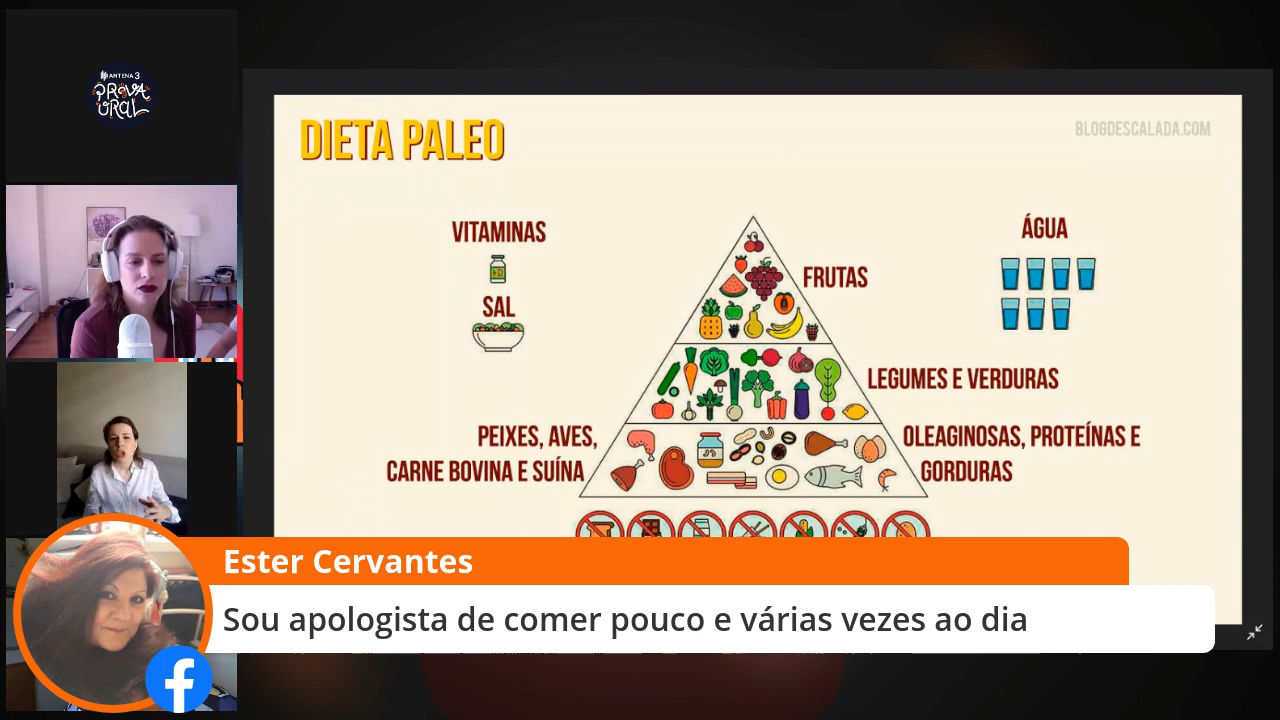 ANTENA 3
PROVA
ORAL
DIETA PALEO
BLOGDESCALADA.COM
VITAMINAS
SAL
ÁGUA
FRUTAS
LEGUMES E VERDURAS
PEIXES, AVES,
CARNE BOVINA E SUÍNA
OLEAGINOSAS, PROTEÍNAS E
GORDURAS
Ester Cervantes
Sou apologista de comer pouco e várias vezes ao dia